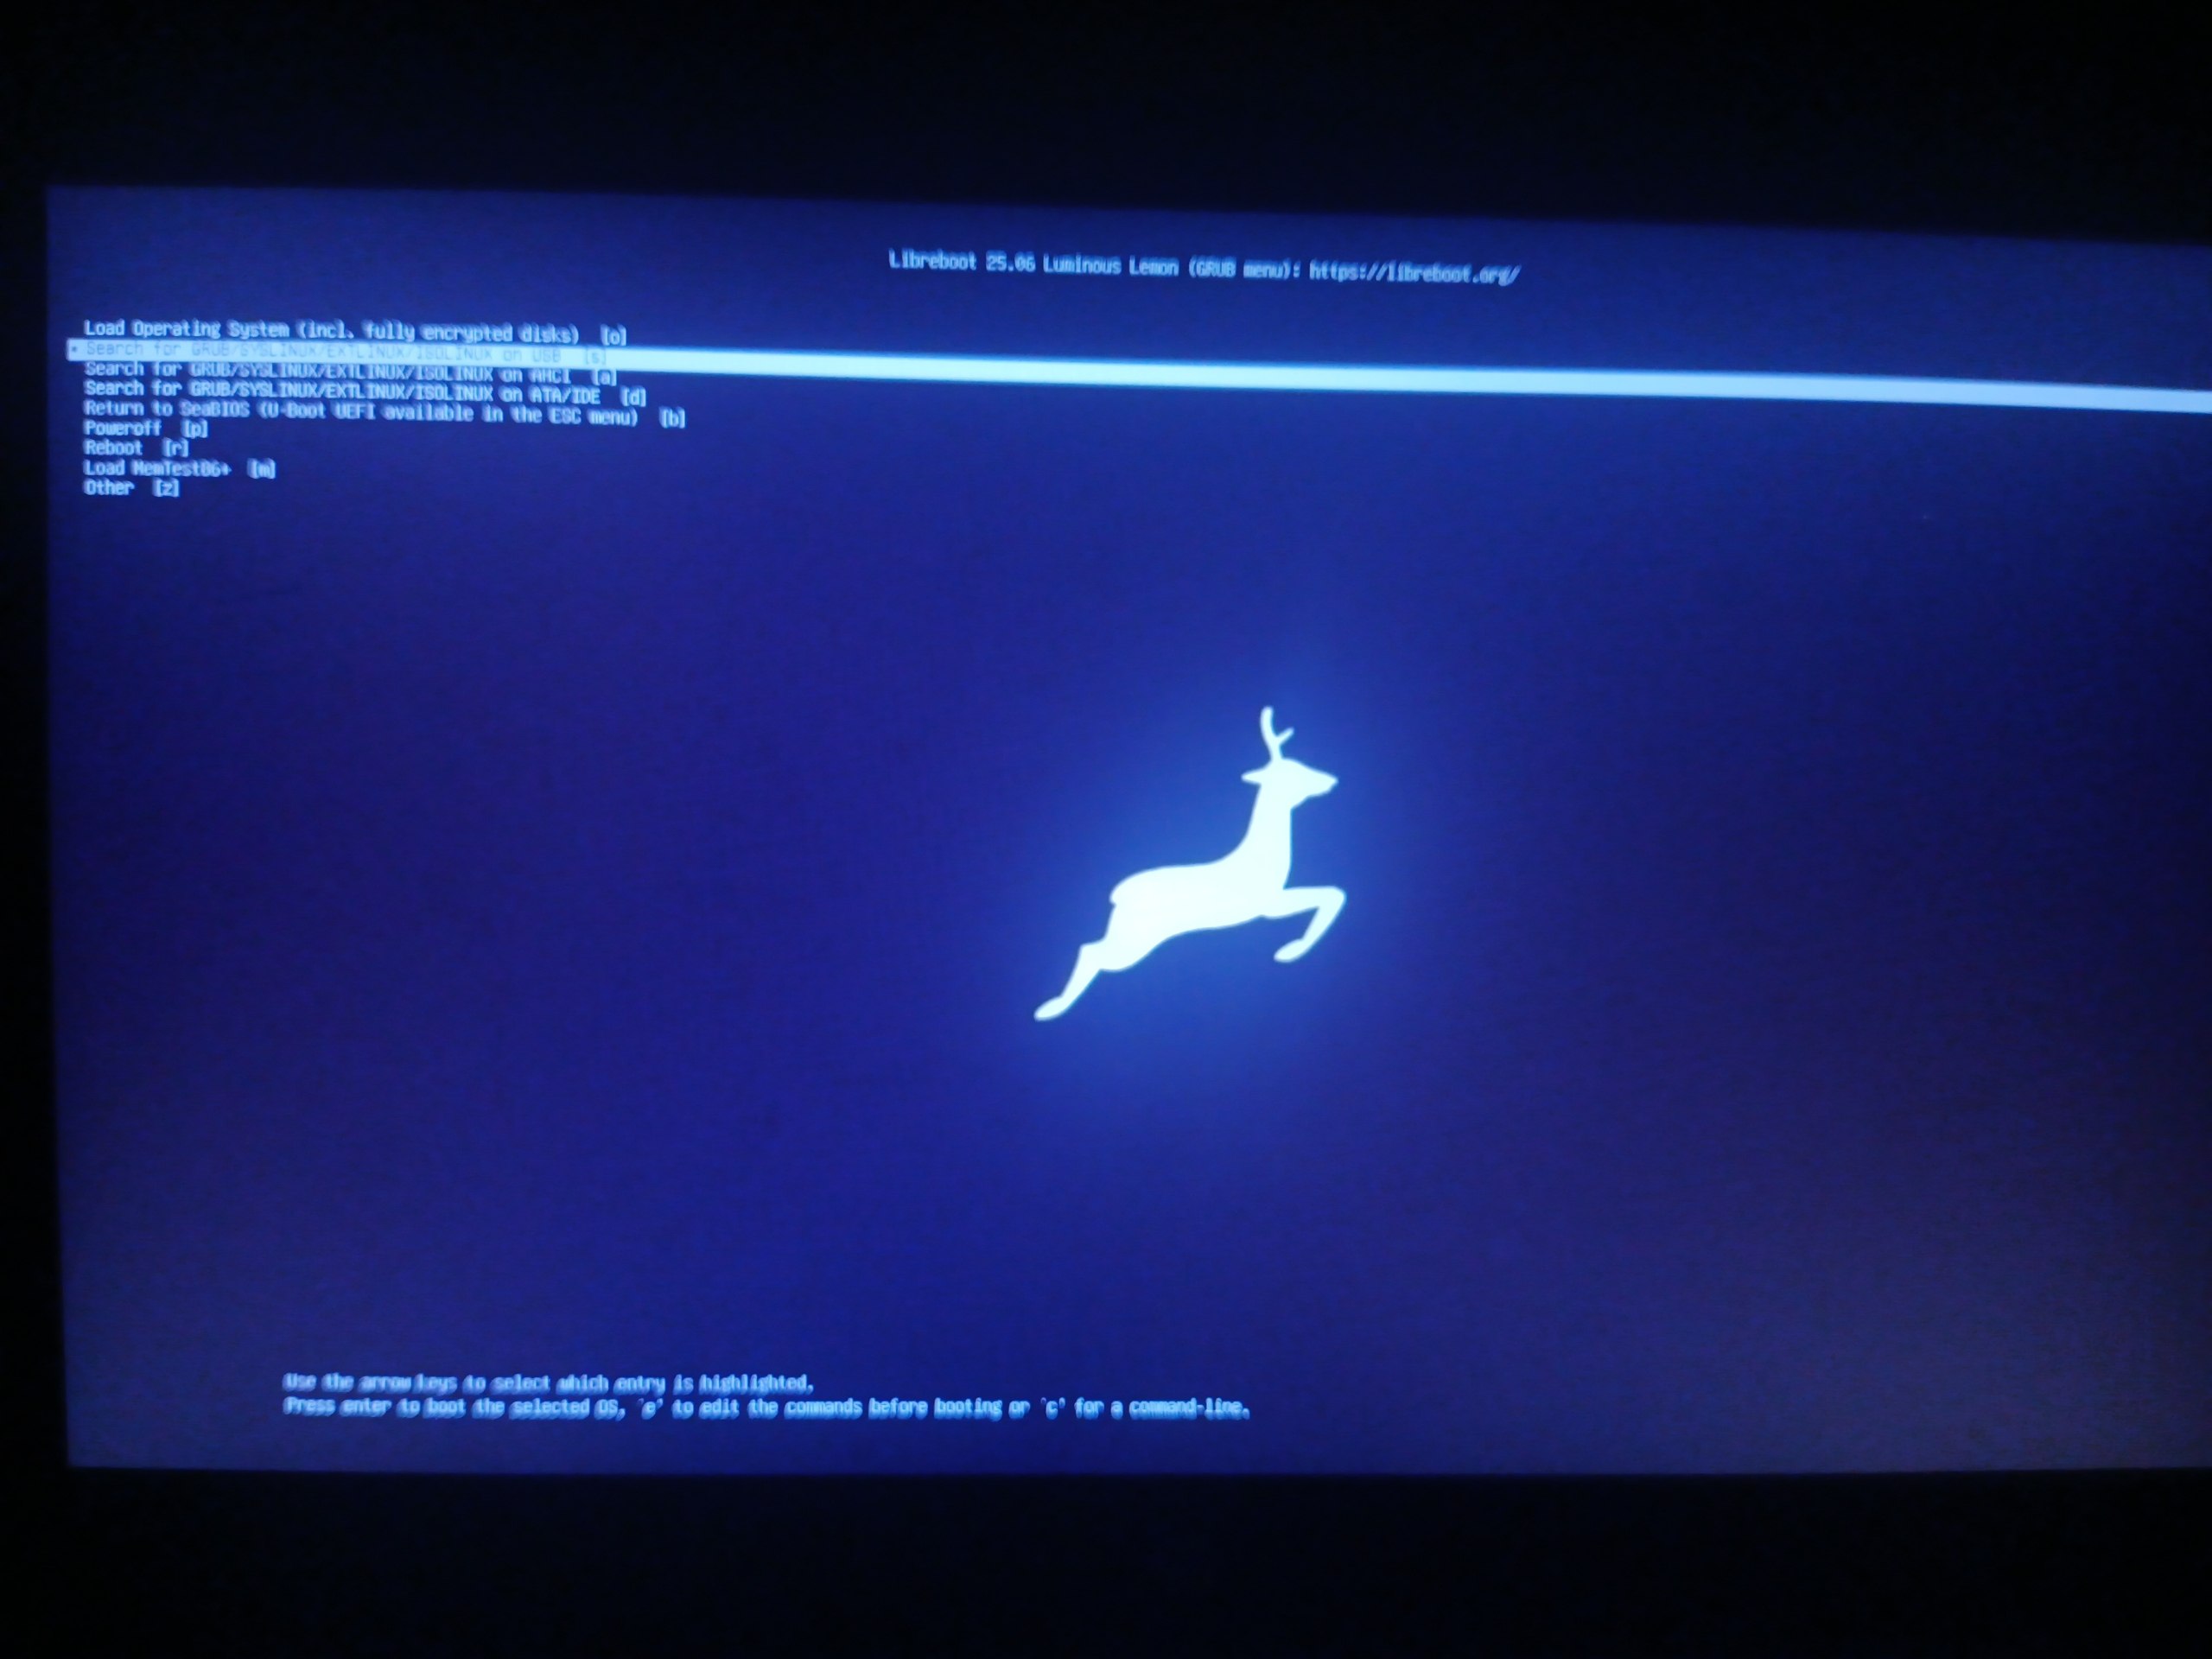 Libreboot 25.06 Luminous Lemon (GRUB menu): https://libreboot.org/
Load Operating System (incl. fully encrypted disks)  [o]
*Search for GRUB/SYSLINUX/EXTLINUX/ISOLINUX on USB  [s]
Search for GRUB/SYSLINUX/EXTLINUX/ISOLINUX on AHCI  [a]
Search for GRUB/SYSLINUX/EXTLINUX/ISOLINUX on ATA/IDE  [d]
Return to SeaBIOS (U-Boot UEFI available in the ESC menu)  [b]
Poweroff  [p]
Reboot  [r]
Load MemTest86+  [m]
Other  [z]
Use the arrow keys to select which entry is highlighted.
Press enter to boot the selected OS, `e' to edit the commands before booting or `c' for a command-line.